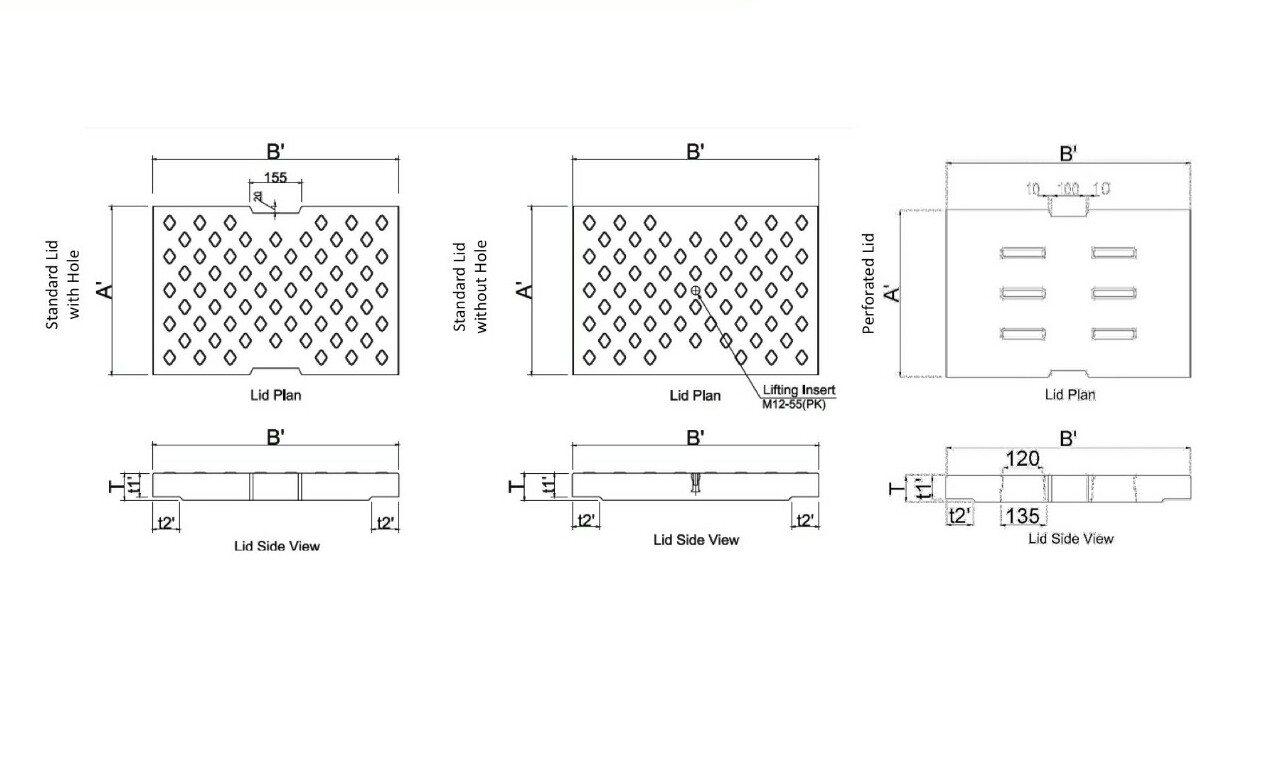 Standard Lid
with Hole
B'
155
20
A'
Lid Plan
B'
T
t1'
t2'
t2'
Lid Side View
Standard Lid
without Hole
B'
A'
Lifting Insert
M12-55(PK)
Lid Plan
B'
T
t1'
t2'
t2'
Lid Side View
Perforated Lid
B'
10 100 10
A'
Lid Plan
B'
120
T
t1'
t2'
135
Lid Side View